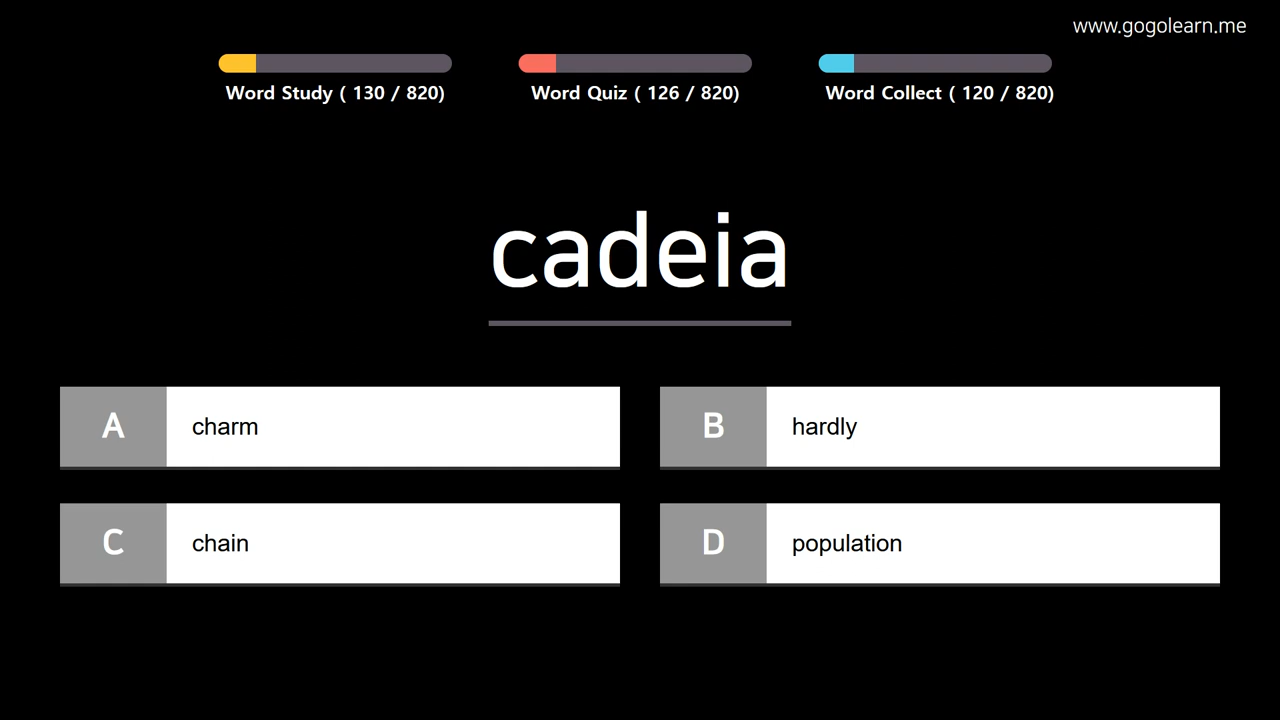 www.gogolearn.me
Word Study ( 130 / 820)
Word Quiz ( 126 / 820)
Word Collect ( 120 / 820)
cadeia
A charm
B hardly
C chain
D population